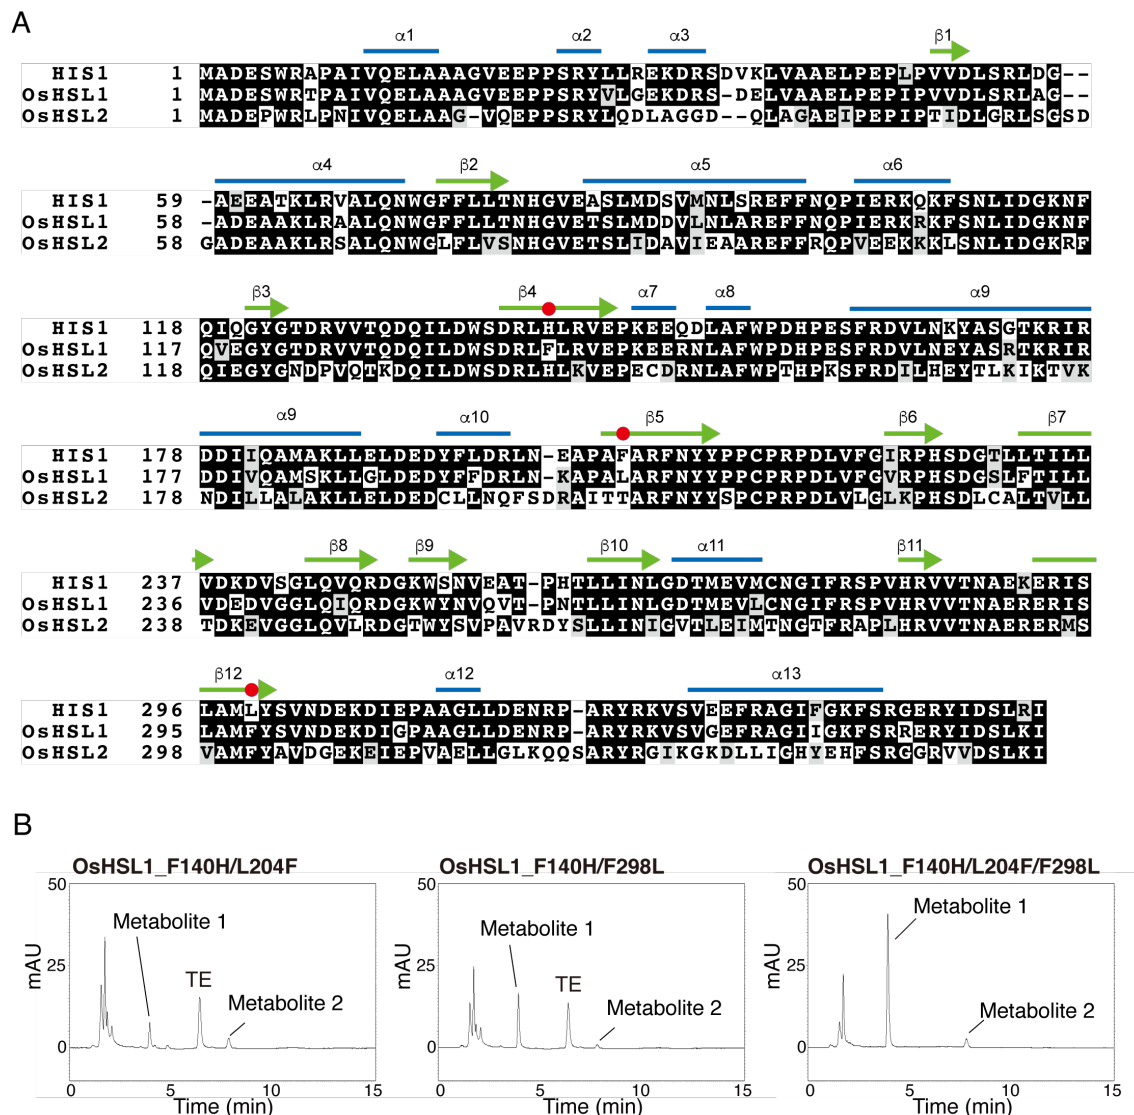 A
α1 α2 α3 β1
HIS1 1 MADESWRAPAIVQELAAAGVEEPPSRYLLREKDRSDVKLVAAELPEPLPVVDLSRLDG--
OsHSL1 1 MADESWRTPAIVQELAAAGVEEPPSRYVLGEKDRS-DELVAAELPEPIPVVDLSRLAG--
OsHSL2 1 MADEPWRLPNIVQELAAG-VQEPPSRYLQDLAGGD--QLAGAEIPEPIPTIDLGRLSGSD
α4 β2 α5 α6
HIS1 59 -AEEATKLRVALQNWGFFLLTNHGVEASLMDSVMNLSREFFNQPIERKQKFSNLIDGKNF
OsHSL1 58 -ADEAAKLRAALQNWGFFLLTNHGVETSLMDDVLNLAREFFNQPIERKRKFSNLIDGKNF
OsHSL2 58 GADEAAKLRSALQNWGLFLVSNHGVETSLIDAVIEAAREFFRQPVEEKKKLSNLIDGKRF
β3 β4 α7 α8 α9
HIS1 118 QIQGYGTDRVVTQDQILDWSDRLHLRVEPKEEQDLAFWPDHPESFRDVLNKYASGTKRIR
OsHSL1 117 QVEGYGTDRVVTQDQILDWSDRLFLRVEPKEERNLAFWPDHPESFRDVLNEYASRTKRIR
OsHSL2 118 QIEGYGNDPVQTKDQILDWSDRLHLKVEPECDRNLAFWPTHPKSFRDILHEYTLKIKTVK
α9 α10 β5 β6 β7
HIS1 178 DDIIQAMAKLLELDEDYFLDRLN-EAPAFARFNYYPPCPRPDLVFGIRPHSDGTLLTILL
OsHSL1 177 DDIVQAMSKLLGLDEDYFFDRLN-KAPALARFNYYPPCPRPDLVFGVRPHSDGSLFTILL
OsHSL2 178 NDILLALAKLLELDEDCLLNQFSDRAITTARFNYYSPCPRPDLVLGLKPHSDLCALTVLL
β8 β9 β10 α11 β11
HIS1 237 VDKDVSGLQVQRDGKWSNVEAT-PHTLLINLGDTMEVMCNGIFRSPVHRVVTNAEKERIS
OsHSL1 236 VDEDVGGLQIQRDGKWYNVQVT-PNTLLINLGDTMEVLCNGIFRSPVHRVVTNAERERIS
OsHSL2 238 TDKEVGGLQVLRDGTWYSVPAVRDYSLLINIGVTLEIMTNGTFRAPLHRVVTNAERERMS
β12 α12 α13
HIS1 296 LAMLYSVNDEKDIEPAAGLLDENRP-ARYRKVSVEEFRAGIFGKFSRGERYIDSLRI
OsHSL1 295 LAMFYSVNDEKDIGPAAGLLDENRP-ARYRKVSVGEFRAGIIGKFSRRERYIDSLKI
OsHSL2 298 VAMFYAVDGEKEIEPVAELLGLKQQSARYRGIKGKDLLIGHYEHFSRGGRVVDSLKI
B
OsHSL1_F140H/L204F OsHSL1_F140H/F298L OsHSL1_F140H/L204F/F298L
50
25
0
mAU
Metabolite 1
TE
Metabolite 2
0 5 10 15
Time (min)
50
25
0
mAU
Metabolite 1
TE
Metabolite 2
0 5 10 15
Time (min)
50
25
0
mAU
Metabolite 1
Metabolite 2
0 5 10 15
Time (min)